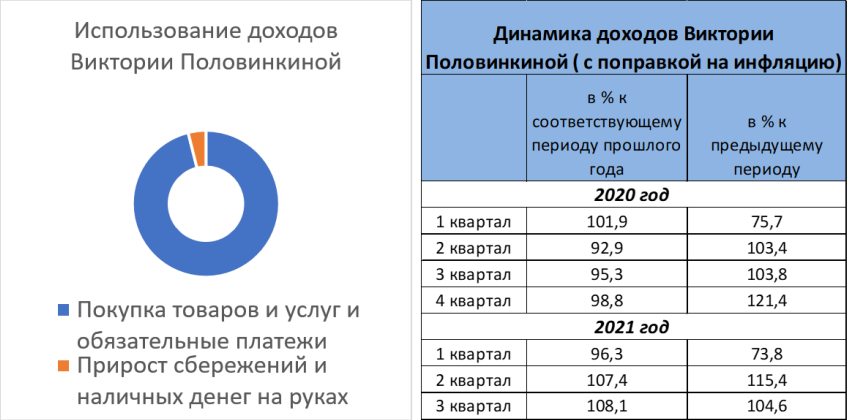 Использование доходов
Виктории Половинкиной
Покупка товаров и услуг и
обязательные платежи
Прирост сбережений и
наличных денег на руках
Динамика доходов Виктории
Половинкиной ( с поправкой на инфляцию)
в % к
соответствующему
периоду прошлого
года
в % к
предыдущему
периоду
2020 год
1 квартал 101,9 75,7
2 квартал 92,9 103,4
3 квартал 95,3 103,8
4 квартал 98,8 121,4
2021 год
1 квартал 96,3 73,8
2 квартал 107,4 115,4
3 квартал 108,1 104,6